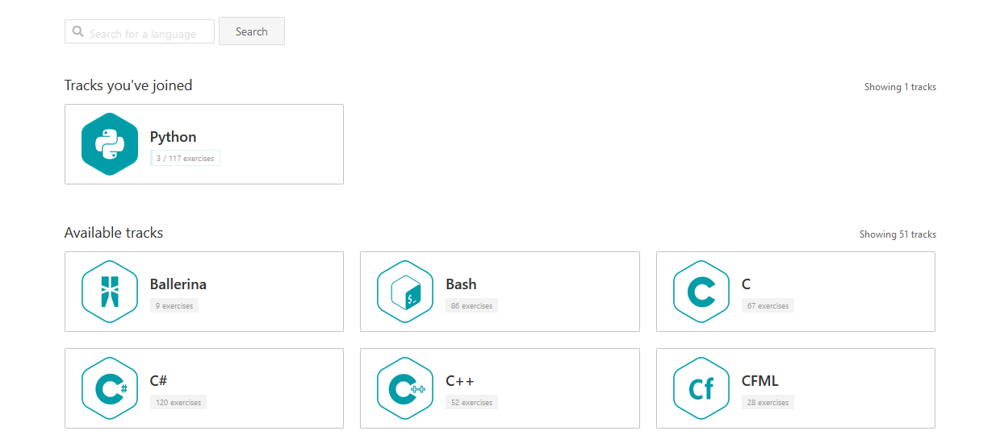 Search for a language
Search
Tracks you've joined
Showing 1 tracks
Python
3 / 117 exercises
Available tracks
Showing 51 tracks
Ballerina
9 exercises
$_
Bash
86 exercises
C
C
67 exercises
C#
C#
120 exercises
C++
C++
52 exercises
Cf
CFML
28 exercises